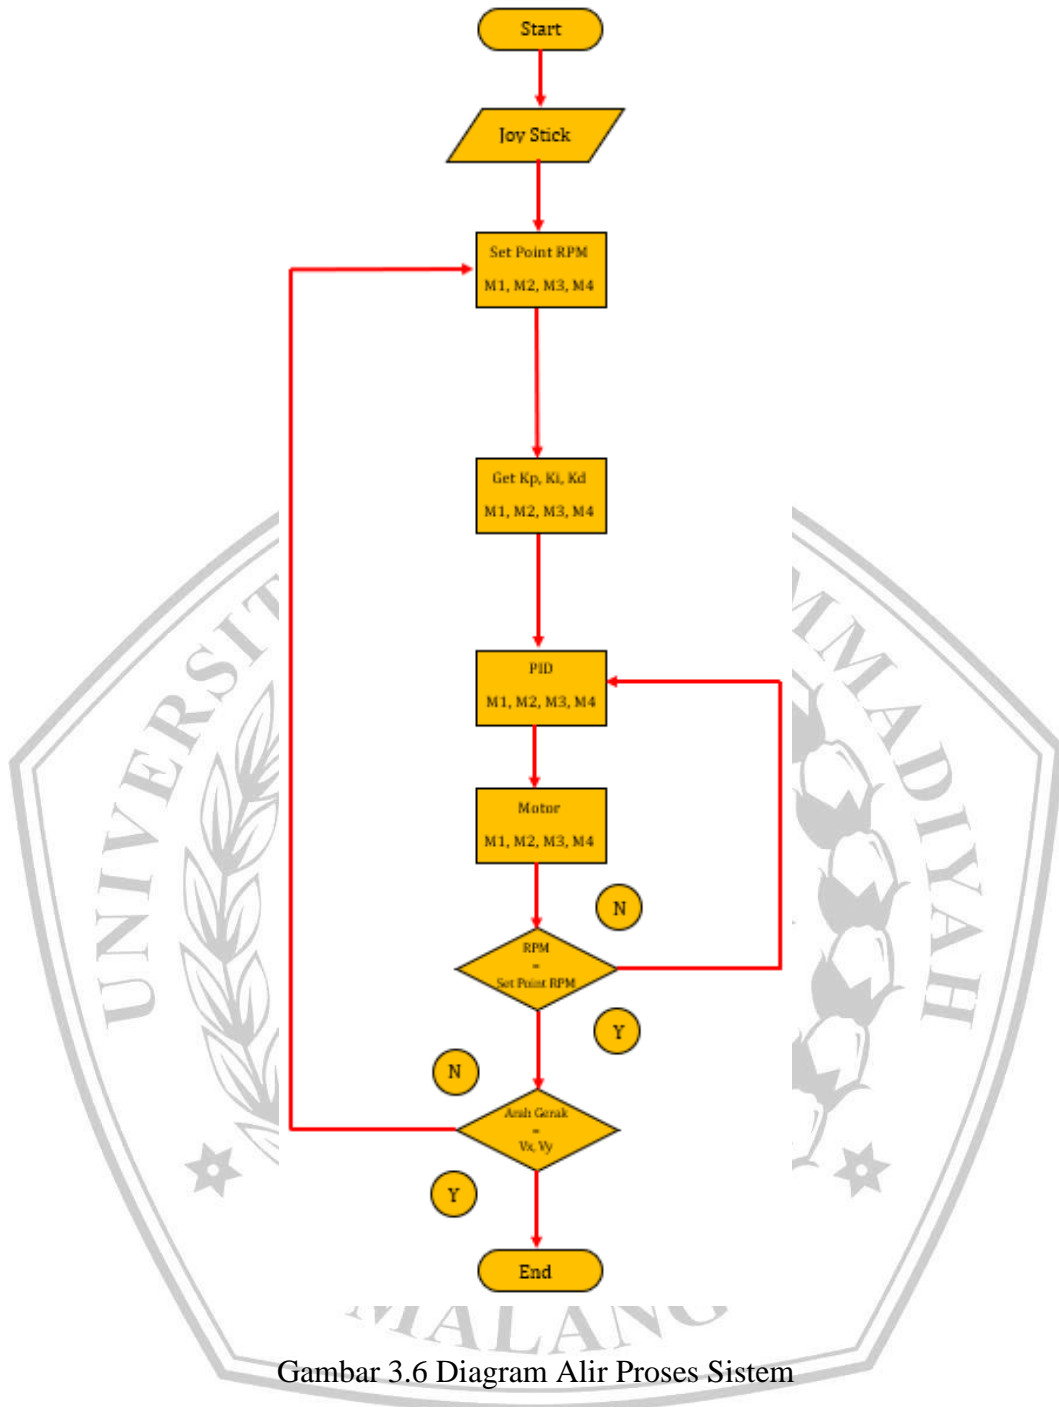 Start
Joy Stick
Set Point RPM
M1, M2, M3, M4
Get Kp, Ki, Kd
M1, M2, M3, M4
PID
M1, M2, M3, M4
Motor
M1, M2, M3, M4
N
RPM
=
Set Point RPM
Y
N
Arah Gerak
=
Vx, Vy
Y
End
MALANG
Gambar 3.6 Diagram Alir Proses Sistem